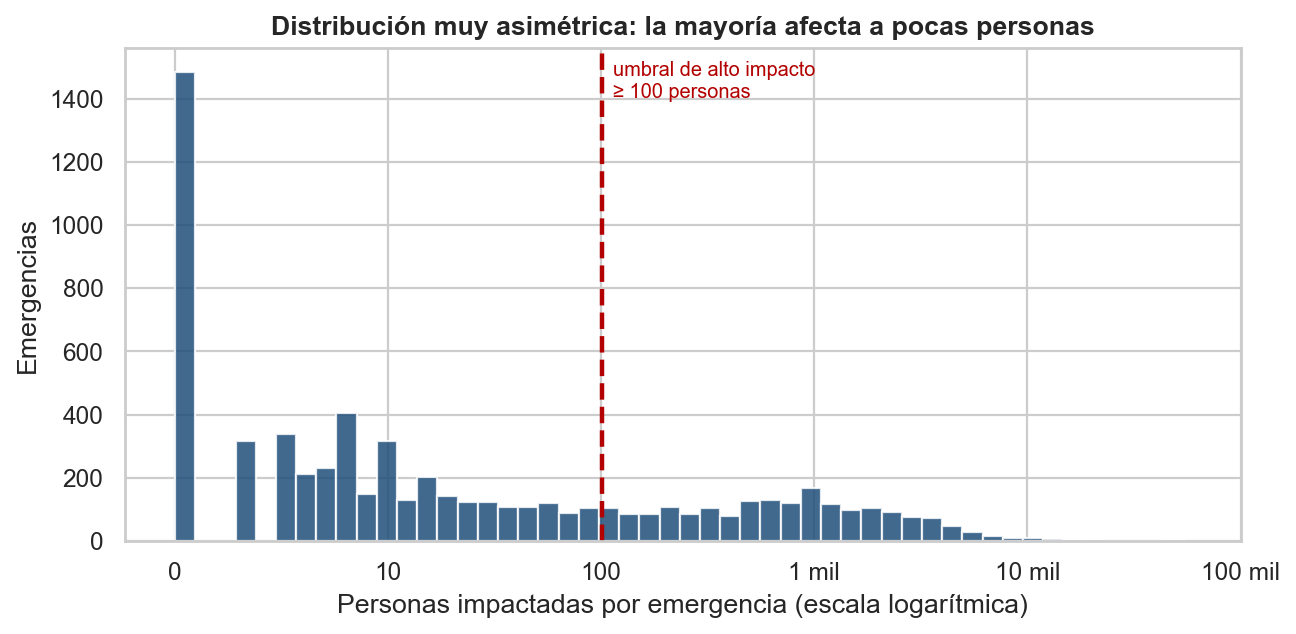 Distribución muy asimétrica: la mayoría afecta a pocas personas
umbral de alto impacto
≥ 100 personas
1400
1200
1000
800
600
400
200
0
Emergencias
0 10 100 1 mil 10 mil 100 mil
Personas impactadas por emergencia (escala logarítmica)